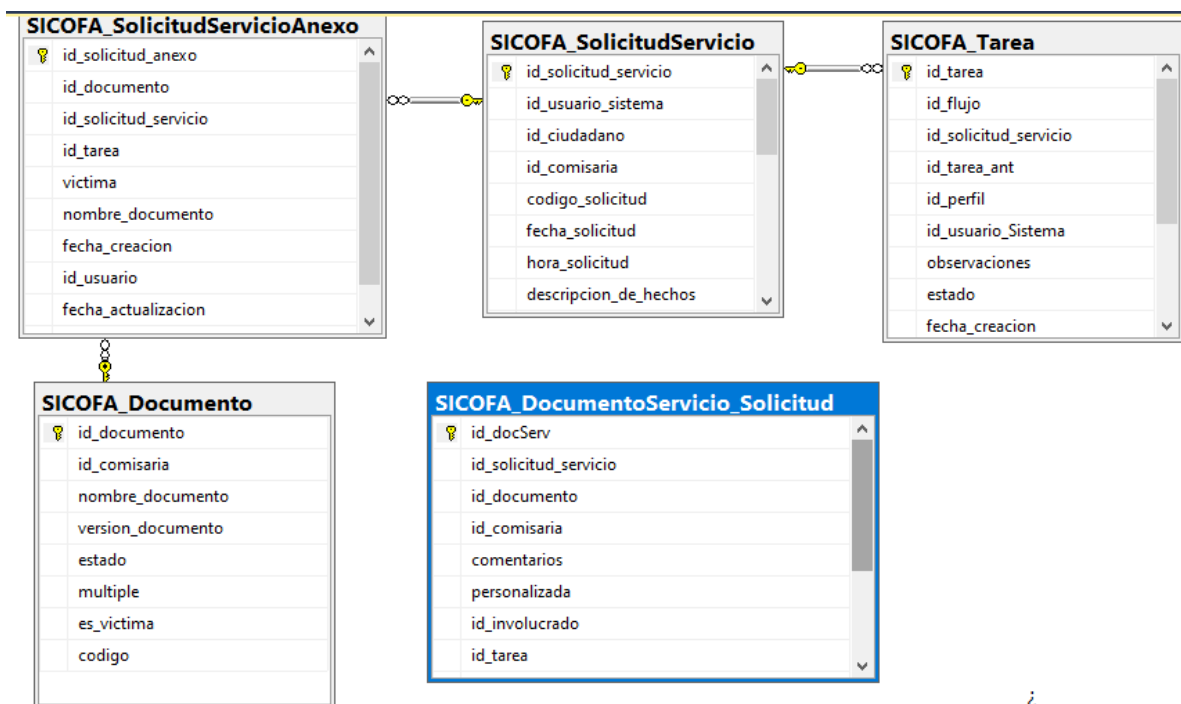 SICOFA_SolicitudServicioAnexo
id_solicitud_anexo
id_documento
id_solicitud_servicio
id_tarea
victima
nombre_documento
fecha_creacion
id_usuario
fecha_actualizacion
SICOFA_SolicitudServicio
id_solicitud_servicio
id_usuario_sistema
id_ciudadano
id_comisaria
codigo_solicitud
fecha_solicitud
hora_solicitud
descripcion_de_hechos
SICOFA_Tarea
id_tarea
id_flujo
id_solicitud_servicio
id_tarea_ant
id_perfil
id_usuario_Sistema
observaciones
estado
fecha_creacion
SICOFA_Documento
id_documento
id_comisaria
nombre_documento
version_documento
estado
multiple
es_victima
codigo
SICOFA_DocumentoServicio_Solicitud
id_docServ
id_solicitud_servicio
id_documento
id_comisaria
comentarios
personalizada
id_involucrado
id_tarea
¿